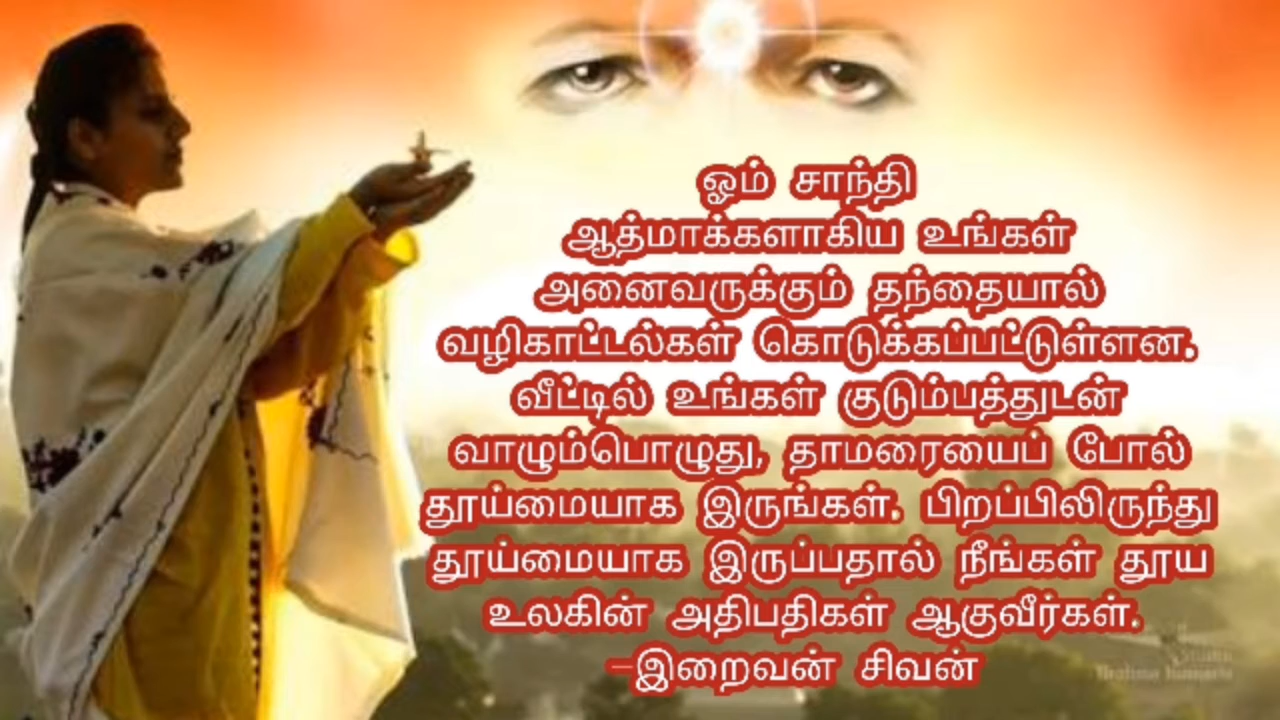 ஓம் சாந்தி
ஆத்மாக்களாகிய உங்கள்
அனைவருக்கும் தந்தையால்
வழிகாட்டல்கள் கொடுக்கப்பட்டுள்ளன.
வீட்டில் உங்கள் குடும்பத்துடன்
வாழும்பொழுது, தாமரையைப் போல்
தூய்மையாக இருங்கள். பிறப்பிலிருந்து
தூய்மையாக இருப்பதால் நீங்கள் தூய
உலகின் அதிபதிகள் ஆகுவீர்கள்.
-இறைவன் சிவன்